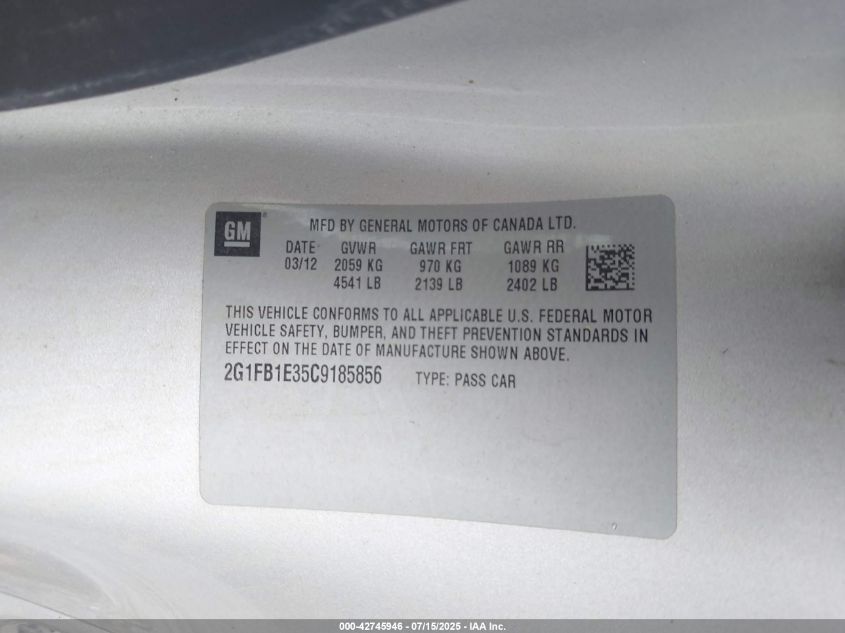 GM
MFD BY GENERAL MOTORS OF CANADA LTD.
DATE GVWR GAWR FRT GAWR RR
03/12 2059 KG 970 KG 1089 KG
4541 LB 2139 LB 2402 LB
THIS VEHICLE CONFORMS TO ALL APPLICABLE U.S. FEDERAL MOTOR
VEHICLE SAFETY, BUMPER, AND THEFT PREVENTION STANDARDS IN
EFFECT ON THE DATE OF MANUFACTURE SHOWN ABOVE.
2G1FB1E35C9185856 TYPE: PASS CAR
000-42745946 - 07/15/2025 - IAA Inc.